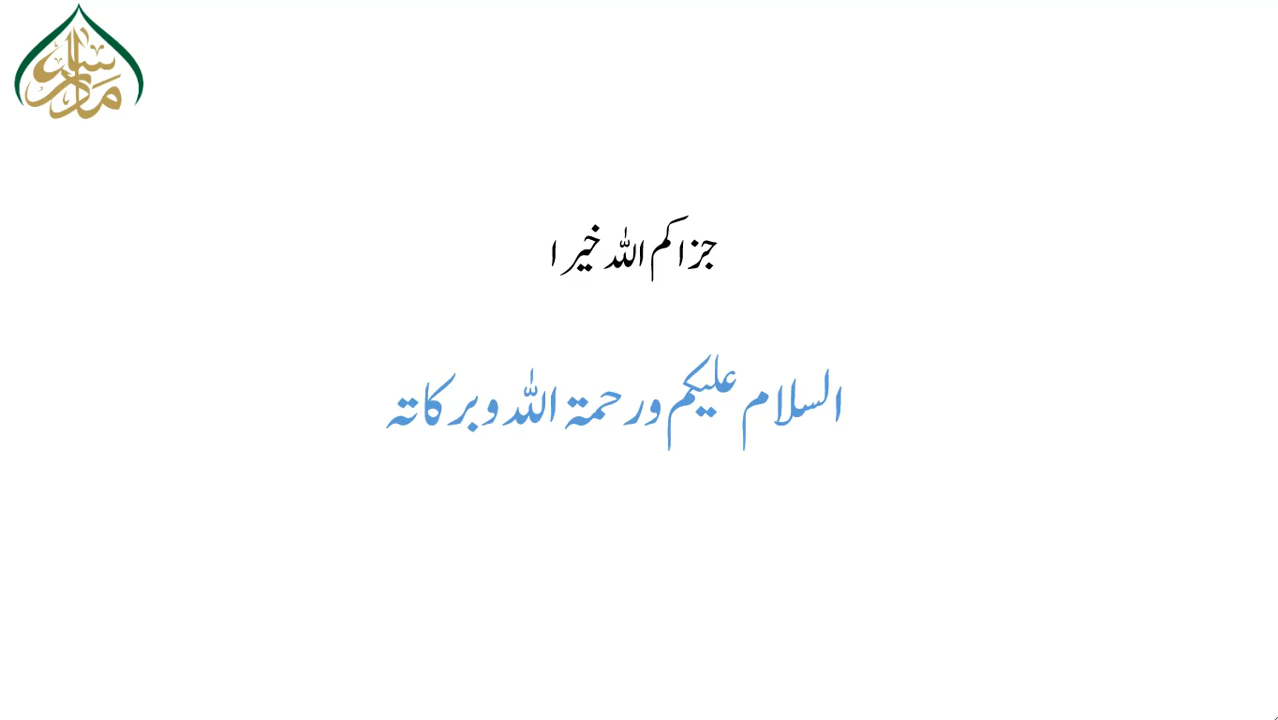 جزاکم اللہ خیرا
السلام علیکم ورحمۃ اللہ وبرکاتہ